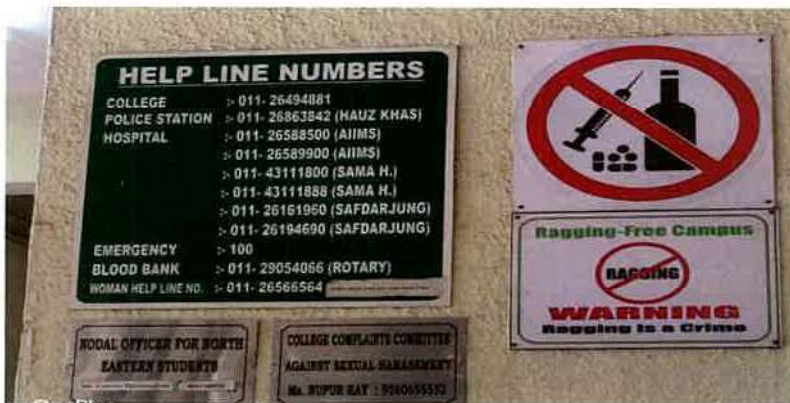 HELP LINE NUMBERS
COLLEGE :- 011- 26494881
POLICE STATION :- 011- 26863842 (HAUZ KHAS)
HOSPITAL :- 011- 26588500 (AIIMS)
:- 011- 26589900 (AIIMS)
:- 011- 43111800 (SAMA H.)
:- 011- 43111888 (SAMA H.)
:- 011- 26161960 (SAFDARJUNG)
:- 011- 26194690 (SAFDARJUNG)
EMERGENCY :- 100
BLOOD BANK :- 011- 29054066 (ROTARY)
WOMAN HELP LINE NO. :- 011- 26566564
Ragging-Free Campus
RAGGING
WARNING
Ragging Is a Crime
NODAL OFFICER FOR NORTH
EASTERN STUDENTS
COLLEGE COMPLAINTS COMMITTEE
AGAINST SEXUAL HARASSMENT
Ms. NUPUR RAY :